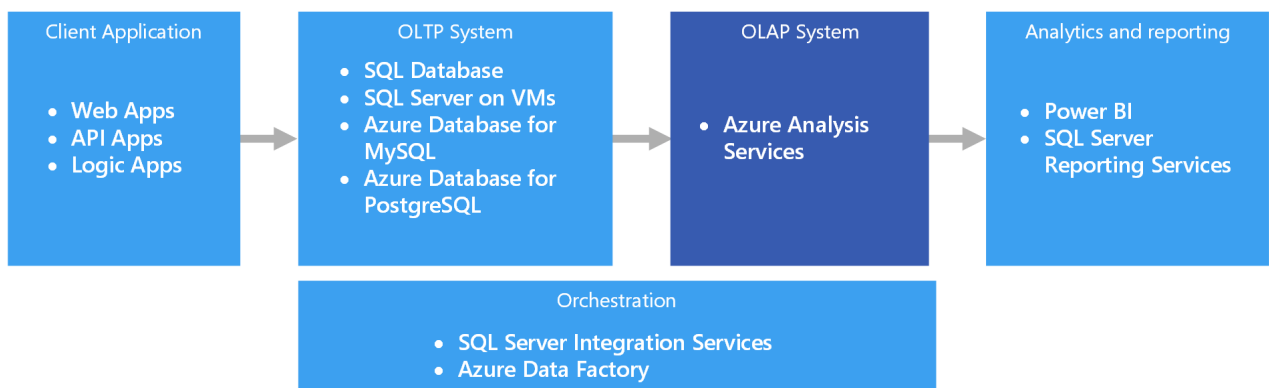 Client Application
• Web Apps
• API Apps
• Logic Apps
OLTP System
• SQL Database
• SQL Server on VMs
• Azure Database for
MySQL
• Azure Database for
PostgreSQL
OLAP System
• Azure Analysis
Services
Analytics and reporting
• Power BI
• SQL Server
Reporting Services
Orchestration
• SQL Server Integration Services
• Azure Data Factory